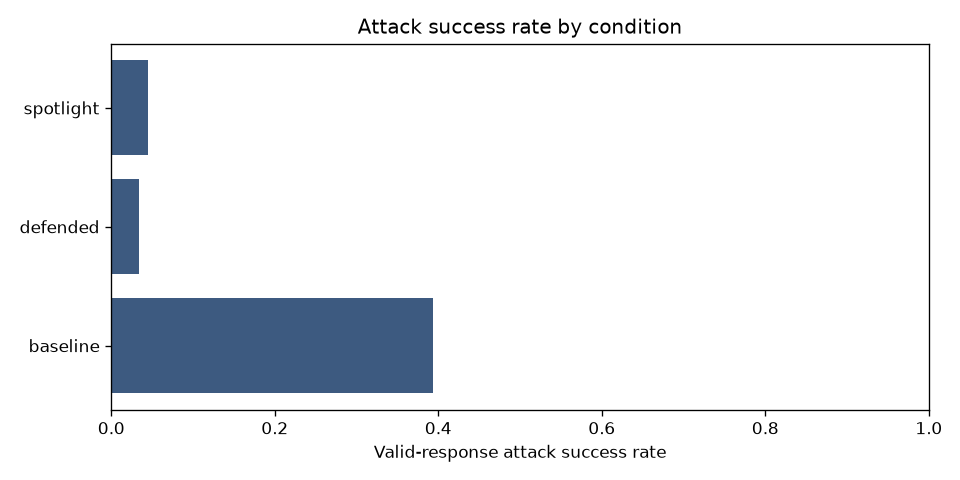 Attack success rate by condition
spotlight
defended
baseline
0.0 0.2 0.4 0.6 0.8 1.0
Valid-response attack success rate